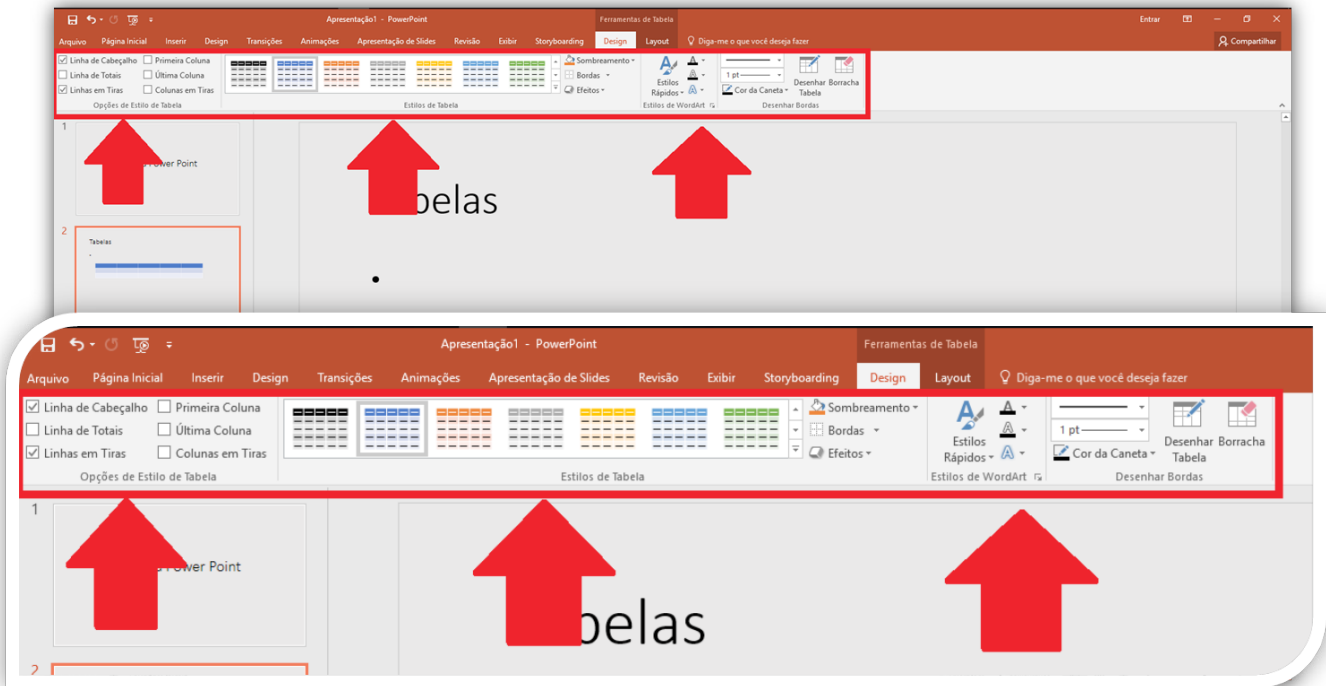 Apresentação1 - PowerPoint
Ferramentas de Tabela
Entrar
Arquivo Página Inicial Inserir Design Transições Animações Apresentação de Slides Revisão Exibir Storyboarding Design Layout Diga-me o que você deseja fazer Compartilhar
Linha de Cabeçalho Primeira Coluna
Linha de Totais Última Coluna
Linhas em Tiras Colunas em Tiras
Opções de Estilo de Tabela
Sombreamento
Bordas
Efeitos
Estilos de Tabela
Estilos
Rápidos
Estilos de WordArt
1 pt
Cor da Caneta
Desenhar
Tabela
Borracha
Desenhar Bordas
1
Power Point
2
Tabelas
belas
Apresentação1 - PowerPoint
Ferramentas de Tabela
Arquivo Página Inicial Inserir Design Transições Animações Apresentação de Slides Revisão Exibir Storyboarding Design Layout Diga-me o que você deseja fazer
Linha de Cabeçalho Primeira Coluna
Linha de Totais Última Coluna
Linhas em Tiras Colunas em Tiras
Opções de Estilo de Tabela
Sombreamento
Bordas
Efeitos
Estilos de Tabela
Estilos
Rápidos
Estilos de WordArt
1 pt
Cor da Caneta
Desenhar
Tabela
Borracha
Desenhar Bordas
1
Power Point
belas
2